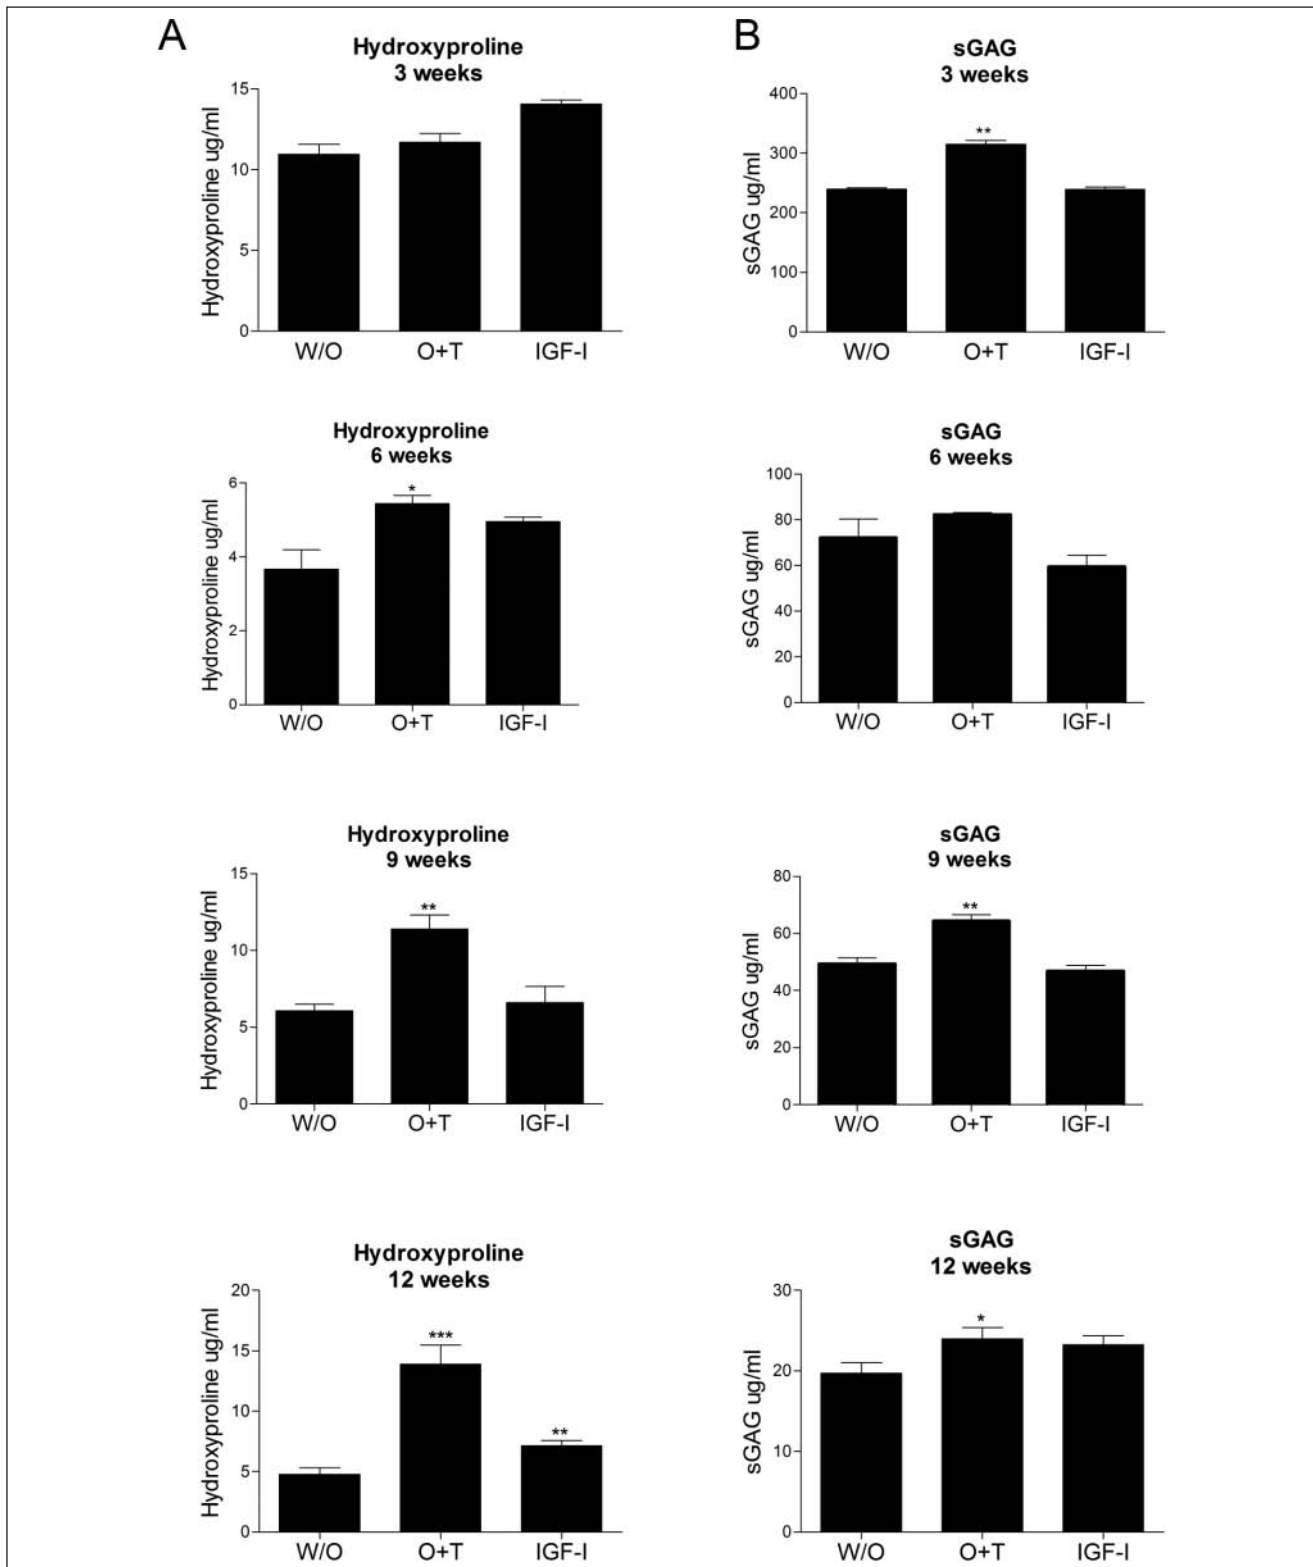 A
Hydroxyproline
3 weeks
Hydroxyproline ug/ml
15
10
5
0
W/O O+T IGF-I
B
sGAG
3 weeks
sGAG ug/ml
400
300
200
100
0
**
W/O O+T IGF-I
Hydroxyproline
6 weeks
Hydroxyproline ug/ml
6
4
2
0
*
W/O O+T IGF-I
sGAG
6 weeks
sGAG ug/ml
100
80
60
40
20
0
W/O O+T IGF-I
Hydroxyproline
9 weeks
Hydroxyproline ug/ml
15
10
5
0
**
W/O O+T IGF-I
sGAG
9 weeks
sGAG ug/ml
80
60
40
20
0
**
W/O O+T IGF-I
Hydroxyproline
12 weeks
Hydroxyproline ug/ml
20
15
10
5
0
***
**
W/O O+T IGF-I
sGAG
12 weeks
sGAG ug/ml
30
20
10
0
*
W/O O+T IGF-I